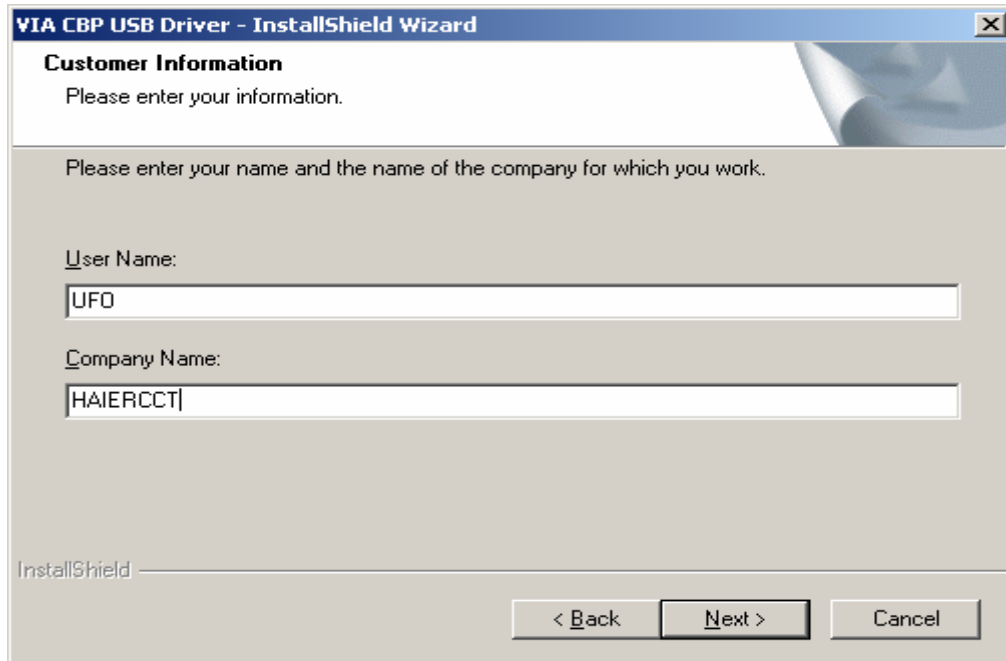 VIA CBP USB Driver - InstallShield Wizard
Customer Information
Please enter your information.
Please enter your name and the name of the company for which you work.
User Name:
UFO
Company Name:
HAIERCCT
InstallShield
< Back Next > Cancel